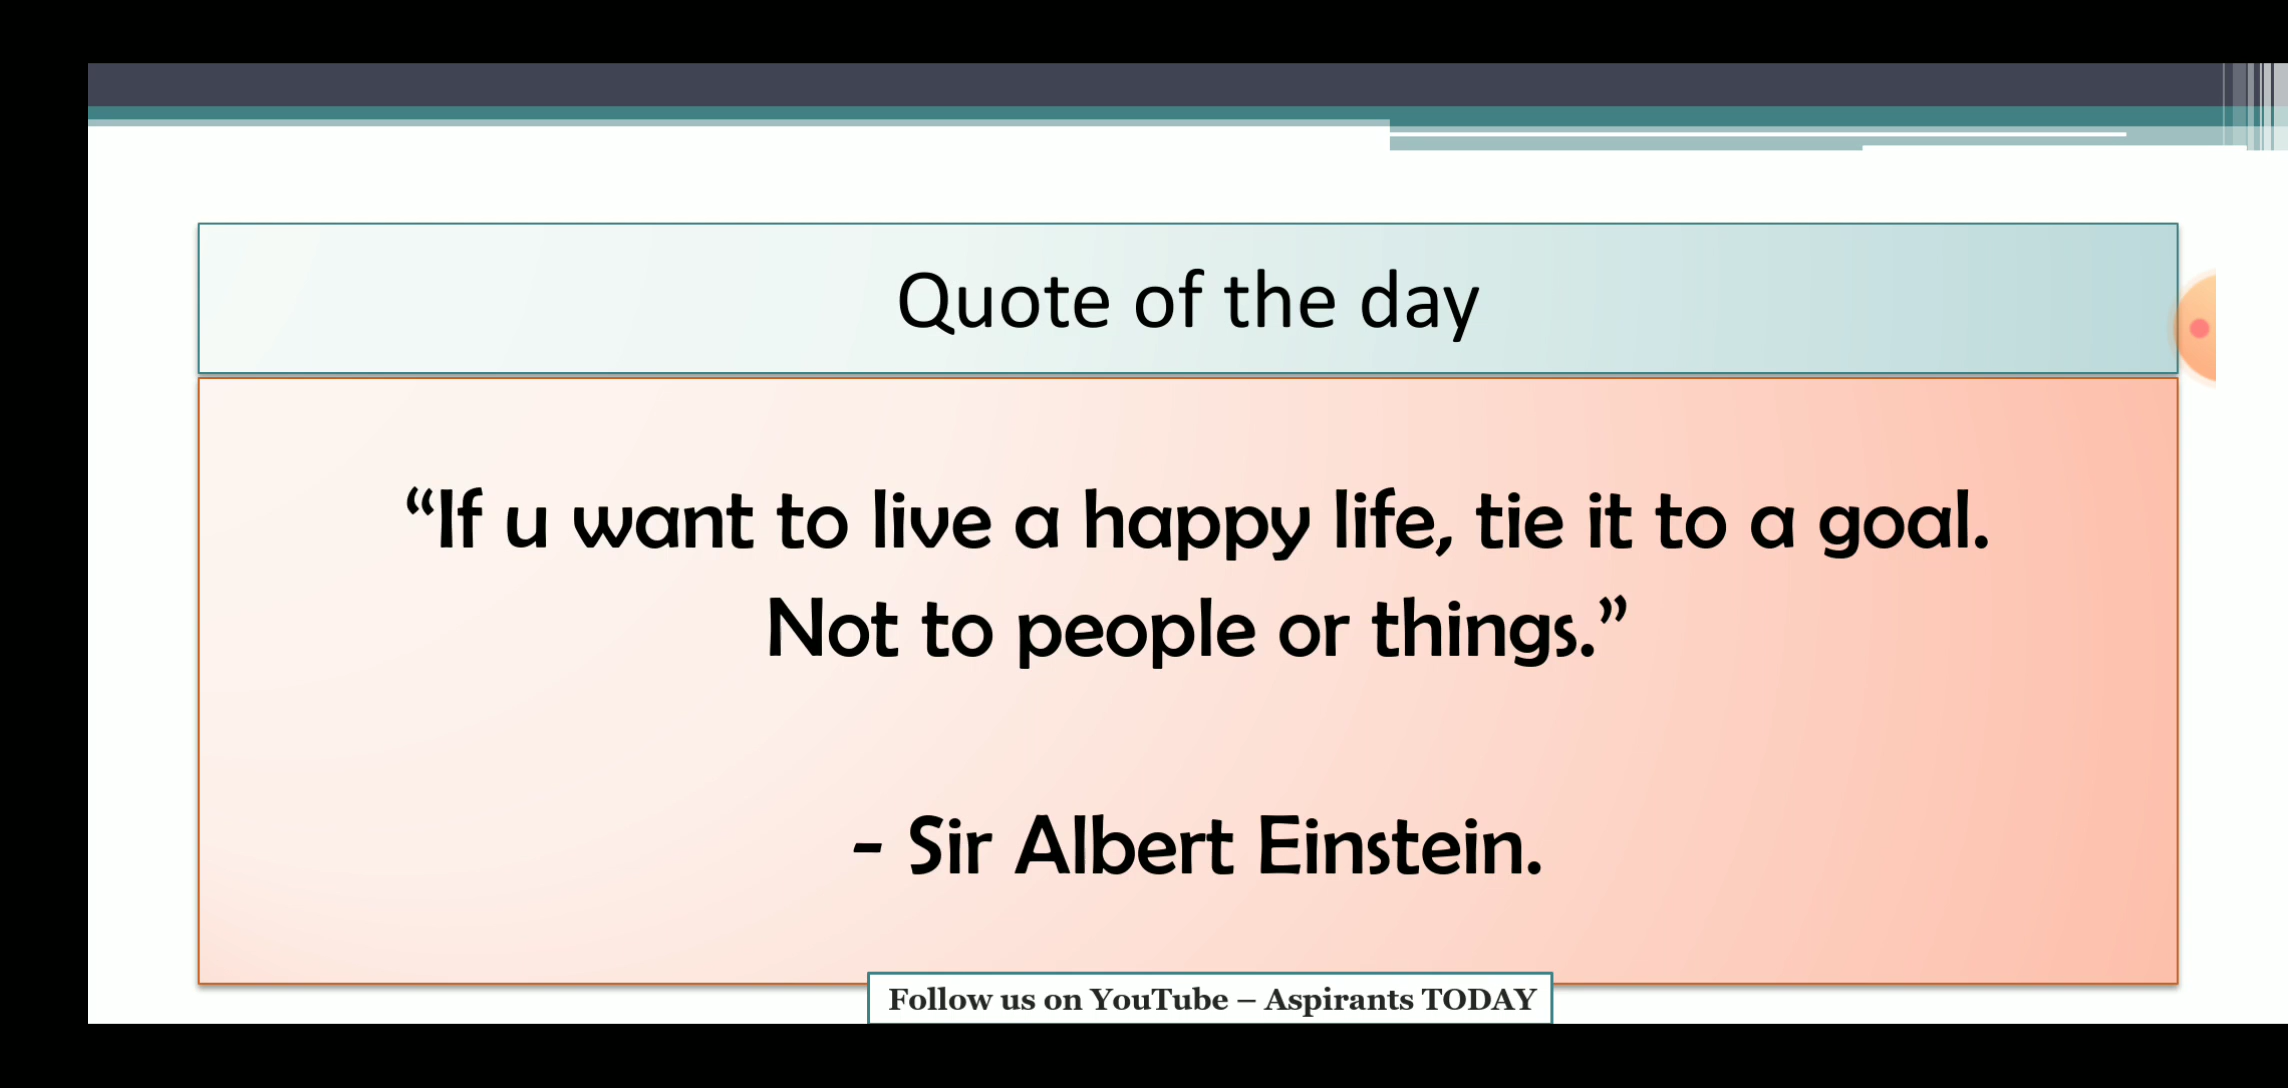 Quote of the day
“If u want to live a happy life, tie it to a goal.
Not to people or things.”
- Sir Albert Einstein.
Follow us on YouTube – Aspirants TODAY